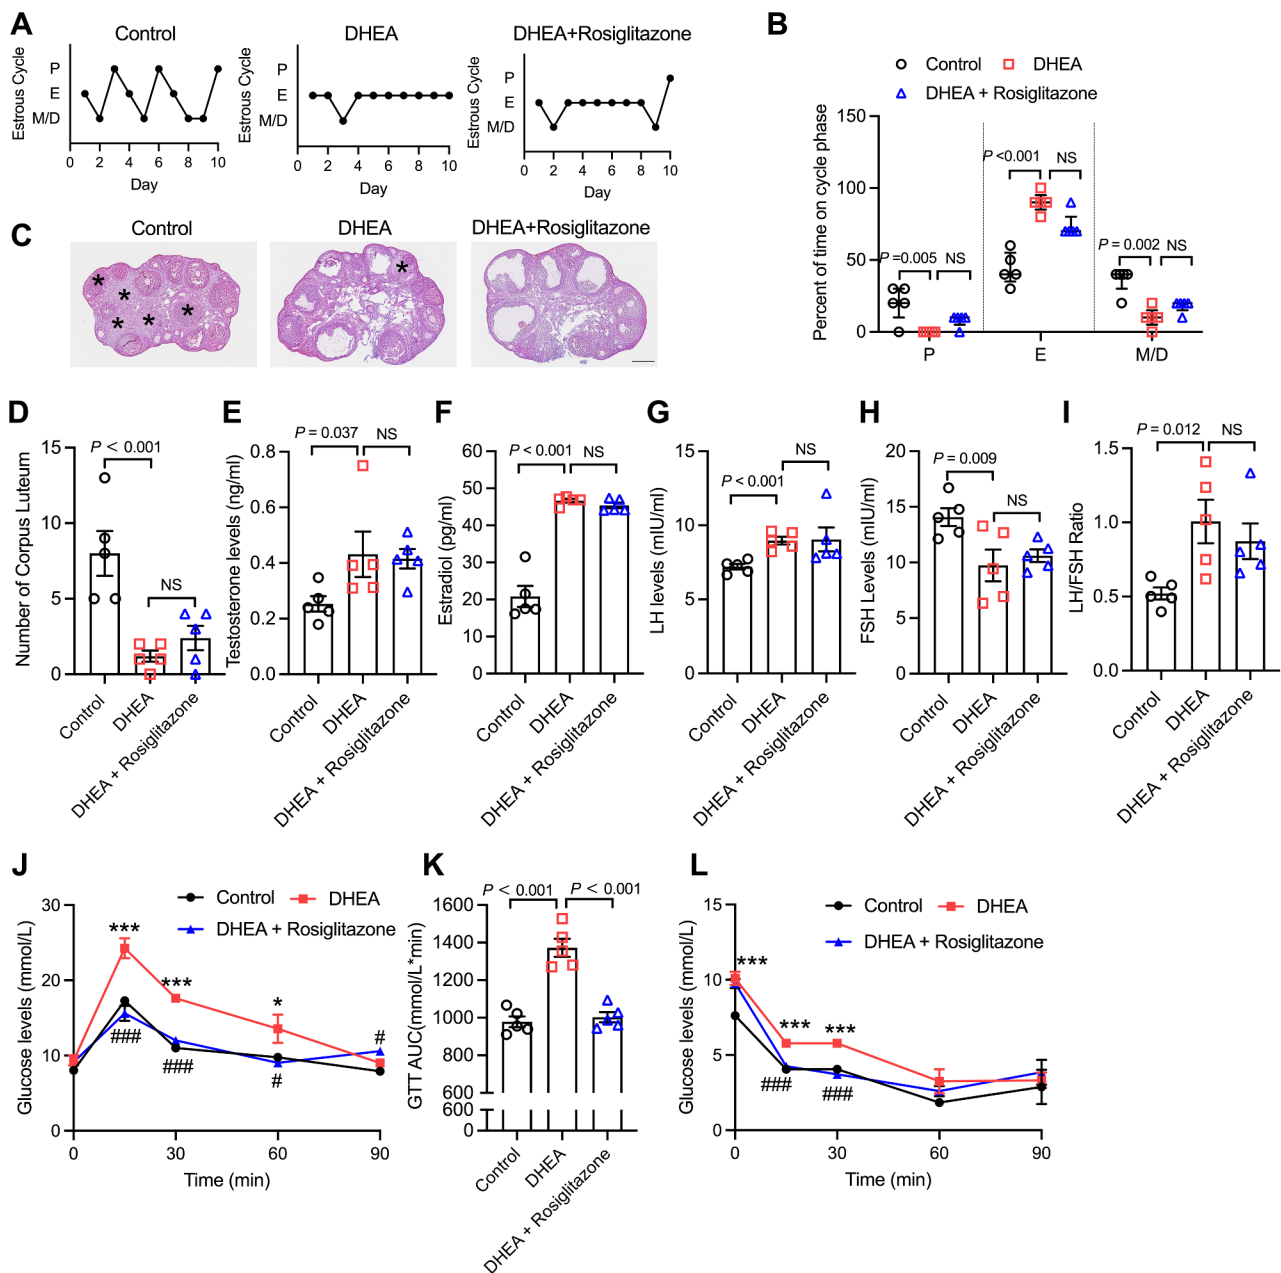 A
Control
DHEA
DHEA+Rosiglitazone
Estrous Cycle
P
E
M/D
0 2 4 6 8 10
Day
Estrous Cycle
P
E
M/D
0 2 4 6 8 10
Day
Estrous Cycle
P
E
M/D
0 2 4 6 8 10
Day
B
Control
DHEA
DHEA + Rosiglitazone
Percent of time on cycle phase
150
100
50
0
P <0.001
NS
P =0.005
NS
P = 0.002
NS
P
E
M/D
C
Control
DHEA
DHEA+Rosiglitazone
*
*
*
*
*
*
D
Number of Corpus Luteum
15
10
5
0
P < 0.001
NS
Control
DHEA
DHEA + Rosiglitazone
E
Testosterone levels (ng/ml)
0.8
0.6
0.4
0.2
0.0
P = 0.037
NS
Control
DHEA
DHEA + Rosiglitazone
F
Estradiol (pg/ml)
60
50
40
30
20
10
0
P < 0.001
NS
Control
DHEA
DHEA + Rosiglitazone
G
LH levels (mIU/ml)
15
10
5
0
P < 0.001
NS
Control
DHEA
DHEA + Rosiglitazone
H
FSH Levels (mIU/ml)
20
15
10
5
0
P = 0.009
NS
Control
DHEA
DHEA + Rosiglitazone
I
LH/FSH Ratio
1.5
1.0
0.5
0.0
P = 0.012
NS
Control
DHEA
DHEA + Rosiglitazone
J
Control
DHEA
DHEA + Rosiglitazone
Glucose levels (mmol/L)
30
20
10
0
***
***
*
#
###
###
#
0 30 60 90
Time (min)
K
GTT AUC(mmol/L*min)
1600
1400
1200
1000
800
600
600
0
P < 0.001
P < 0.001
Control
DHEA
DHEA + Rosiglitazone
L
Control
DHEA
DHEA + Rosiglitazone
Glucose levels (mmol/L)
15
10
5
0
***
***
***
###
###
0 30 60 90
Time (min)